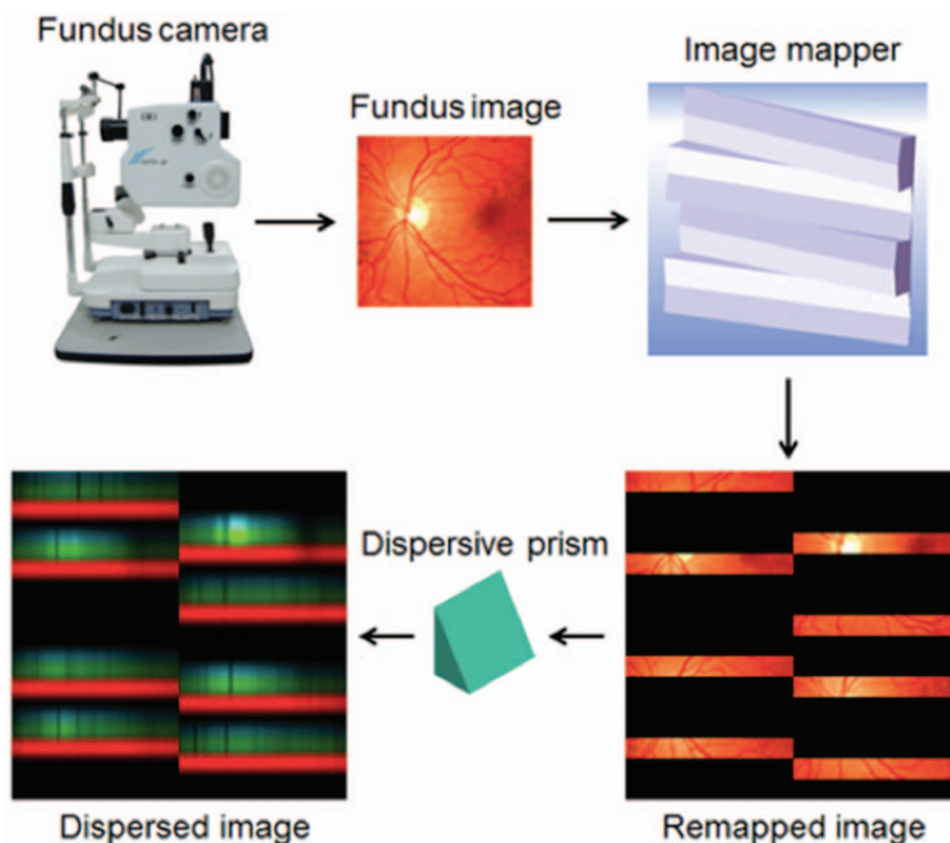 Fundus camera
Fundus image
Image mapper
Dispersive prism
Dispersed image
Remapped image